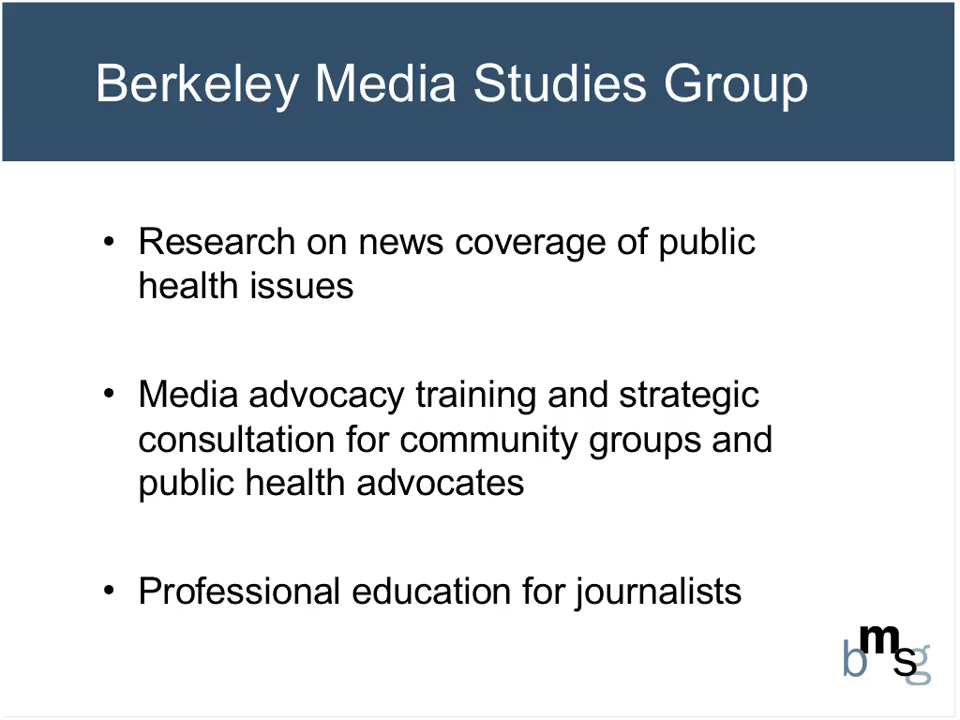 Berkeley Media Studies Group
• Research on news coverage of public
health issues
• Media advocacy training and strategic
consultation for community groups and
public health advocates
• Professional education for journalists
bmsg